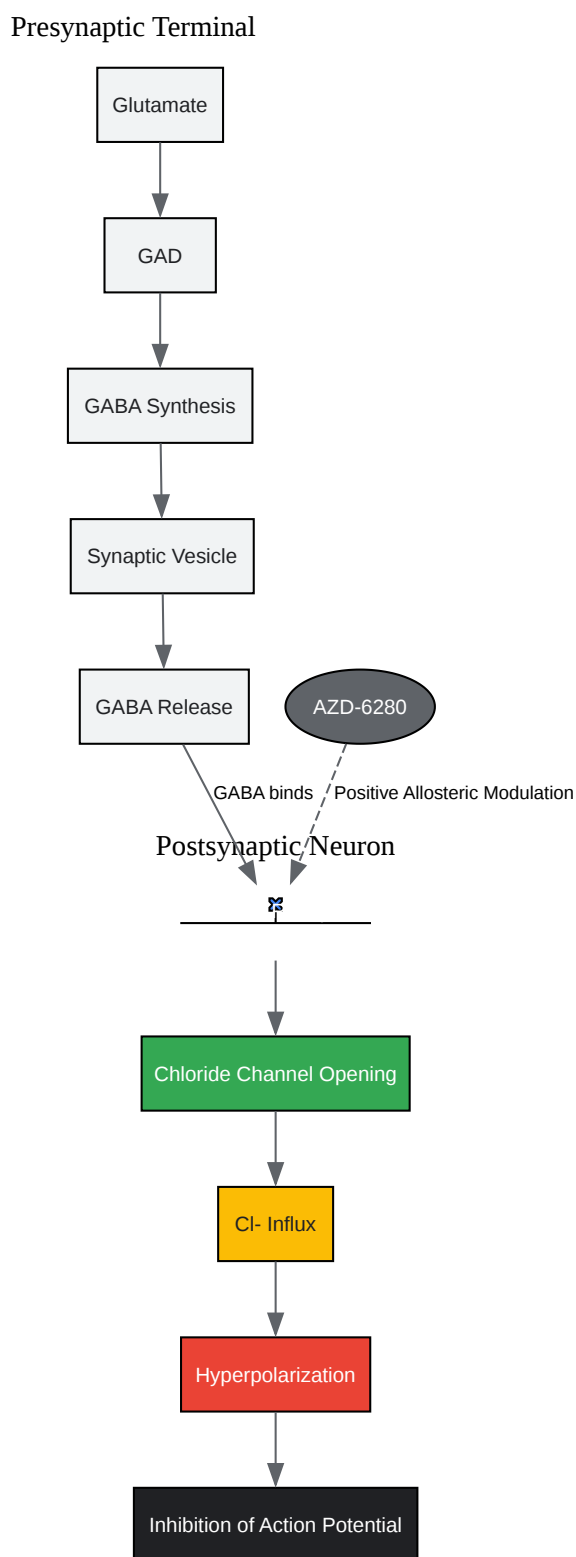 Presynaptic Terminal
Glutamate
GAD
GABA Synthesis
Synaptic Vesicle
GABA Release
AZD-6280
GABA binds
Positive Allosteric Modulation
Postsynaptic Neuron
Chloride Channel Opening
Cl- Influx
Hyperpolarization
Inhibition of Action Potential